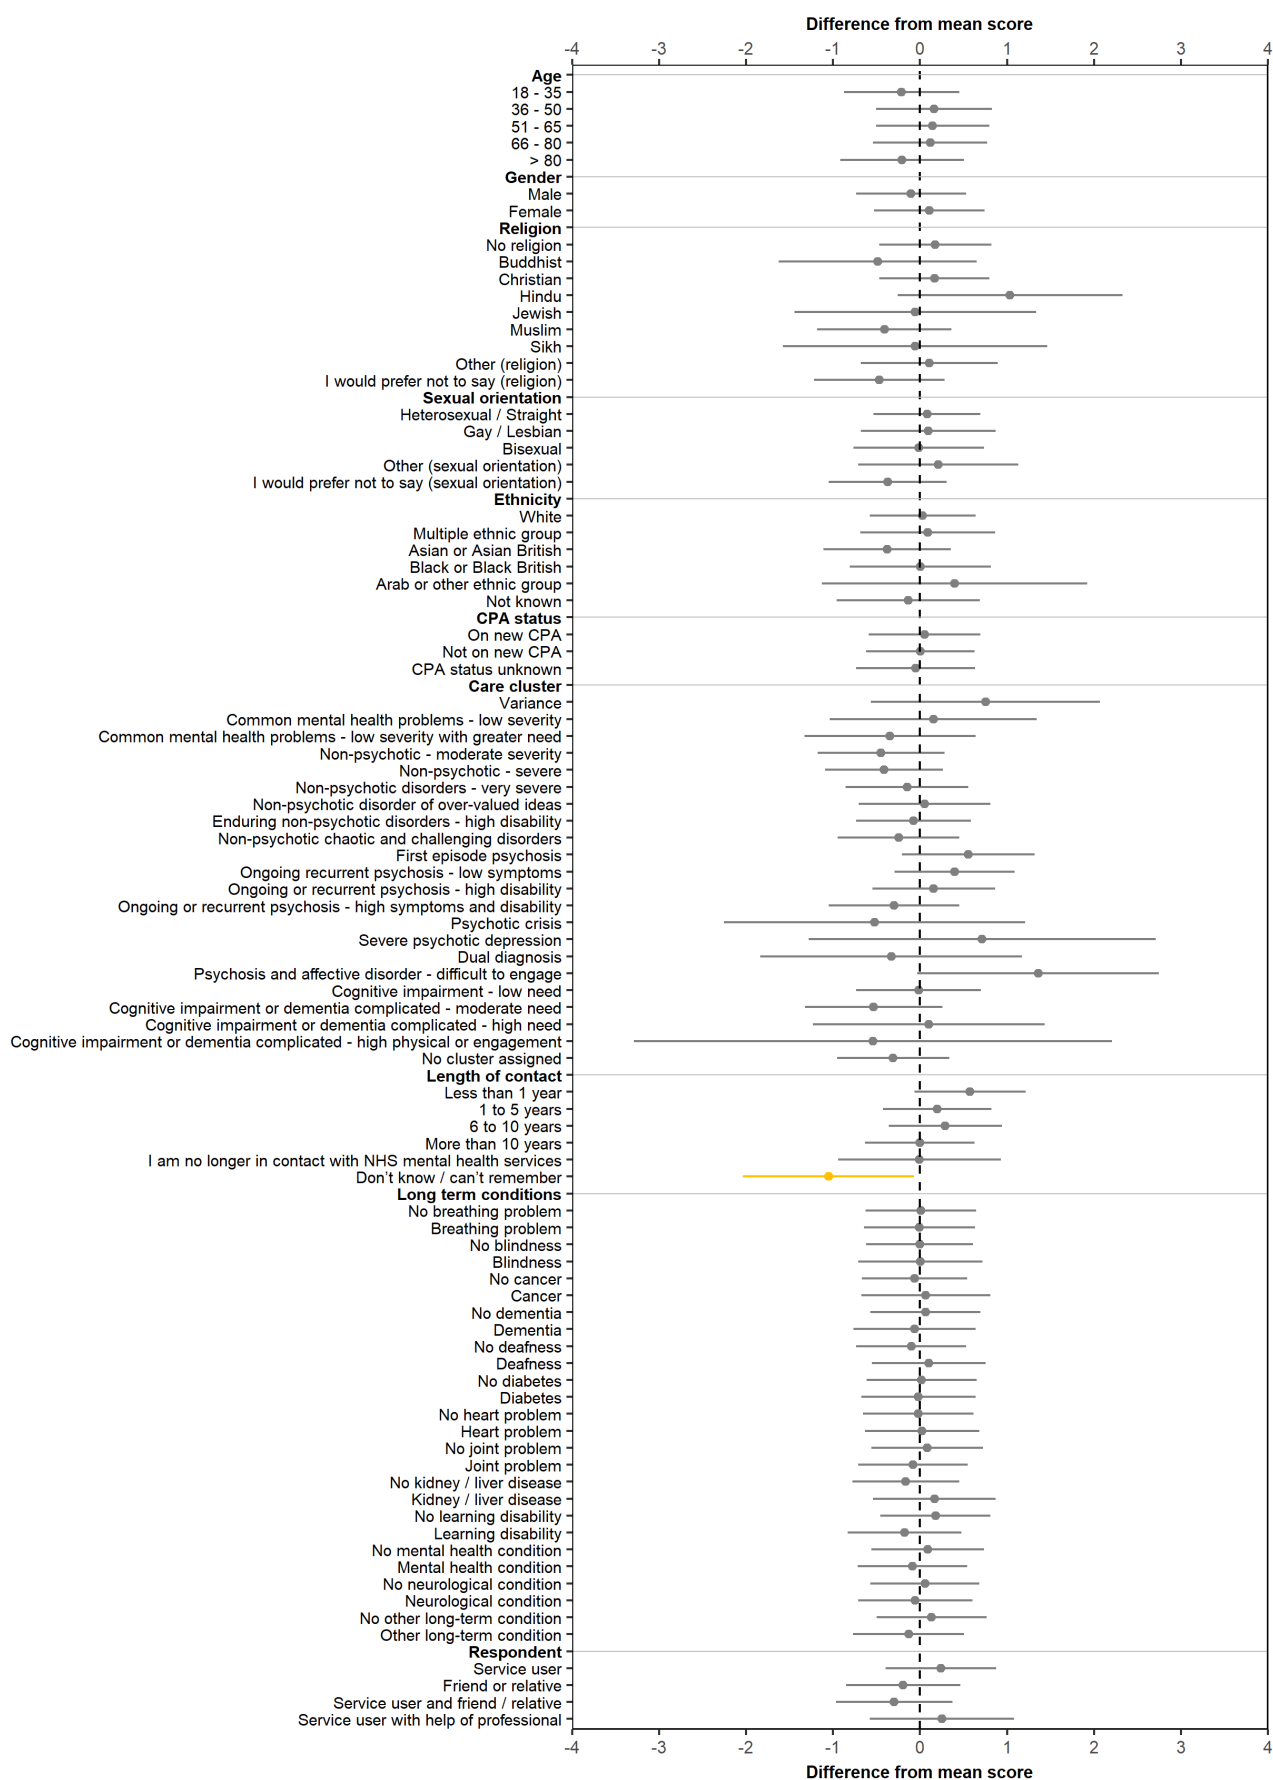 Difference from mean score
-4 -3 -2 -1 0 1 2 3 4
Age
18 - 35
36 - 50
51 - 65
66 - 80
> 80
Gender
Male
Female
Religion
No religion
Buddhist
Christian
Hindu
Jewish
Muslim
Sikh
Other (religion)
I would prefer not to say (religion)
Sexual orientation
Heterosexual / Straight
Gay / Lesbian
Bisexual
Other (sexual orientation)
I would prefer not to say (sexual orientation)
Ethnicity
White
Multiple ethnic group
Asian or Asian British
Black or Black British
Arab or other ethnic group
Not known
CPA status
On new CPA
Not on new CPA
CPA status unknown
Care cluster
Variance
Common mental health problems - low severity
Common mental health problems - low severity with greater need
Non-psychotic - moderate severity
Non-psychotic - severe
Non-psychotic disorders - very severe
Non-psychotic disorder of over-valued ideas
Enduring non-psychotic disorders - high disability
Non-psychotic chaotic and challenging disorders
First episode psychosis
Ongoing recurrent psychosis - low symptoms
Ongoing or recurrent psychosis - high disability
Ongoing or recurrent psychosis - high symptoms and disability
Psychotic crisis
Severe psychotic depression
Dual diagnosis
Psychosis and affective disorder - difficult to engage
Cognitive impairment - low need
Cognitive impairment or dementia complicated - moderate need
Cognitive impairment or dementia complicated - high need
Cognitive impairment or dementia complicated - high physical or engagement
No cluster assigned
Length of contact
Less than 1 year
1 to 5 years
6 to 10 years
More than 10 years
I am no longer in contact with NHS mental health services
Don't know / can't remember
Long term conditions
No breathing problem
Breathing problem
No blindness
Blindness
No cancer
Cancer
No dementia
Dementia
No deafness
Deafness
No diabetes
Diabetes
No heart problem
Heart problem
No joint problem
Joint problem
No kidney / liver disease
Kidney / liver disease
No learning disability
Learning disability
No mental health condition
Mental health condition
No neurological condition
Neurological condition
No other long-term condition
Other long-term condition
Respondent
Service user
Friend or relative
Service user and friend / relative
Service user with help of professional
-4 -3 -2 -1 0 1 2 3 4
Difference from mean score